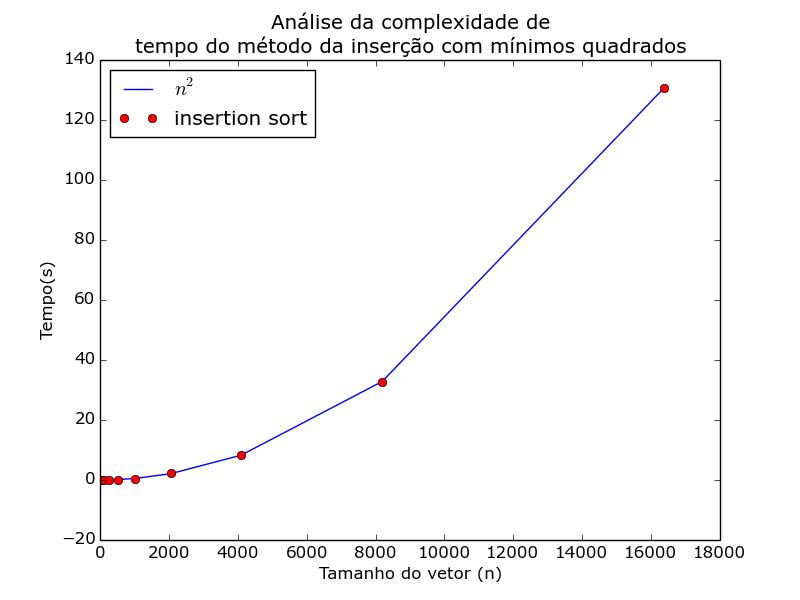 Análise da complexidade de
tempo do método da inserção com mínimos quadrados
n²
insertion sort
Tempo(s)
140
120
100
80
60
40
20
0
−20
0 2000 4000 6000 8000 10000 12000 14000 16000 18000
Tamanho do vetor (n)